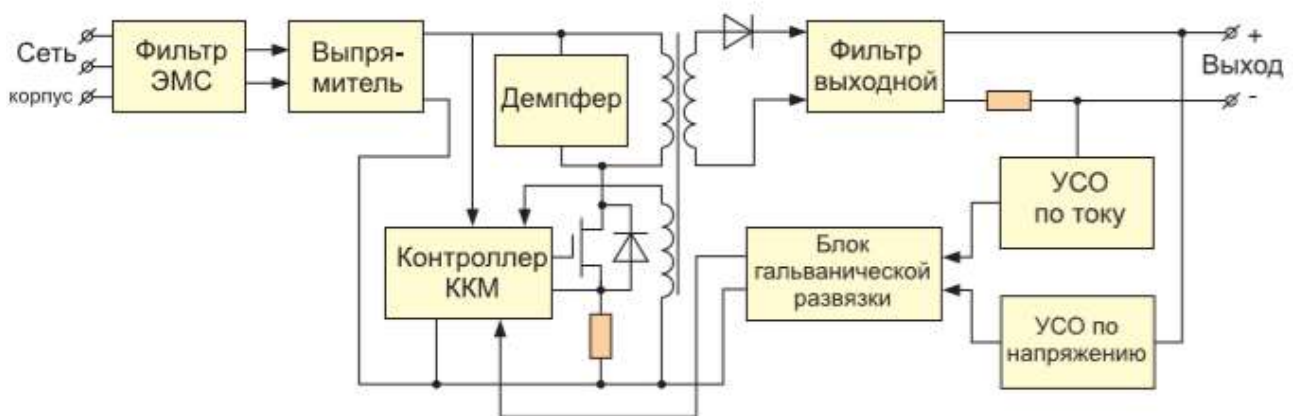 Сеть
корпус
Фильтр
ЭМС
Выпря-
митель
Демпфер
Фильтр
выходной
+
Выход
-
УСО
по току
Контроллер
ККМ
Блок
гальванической
развязки
УСО по
напряжению